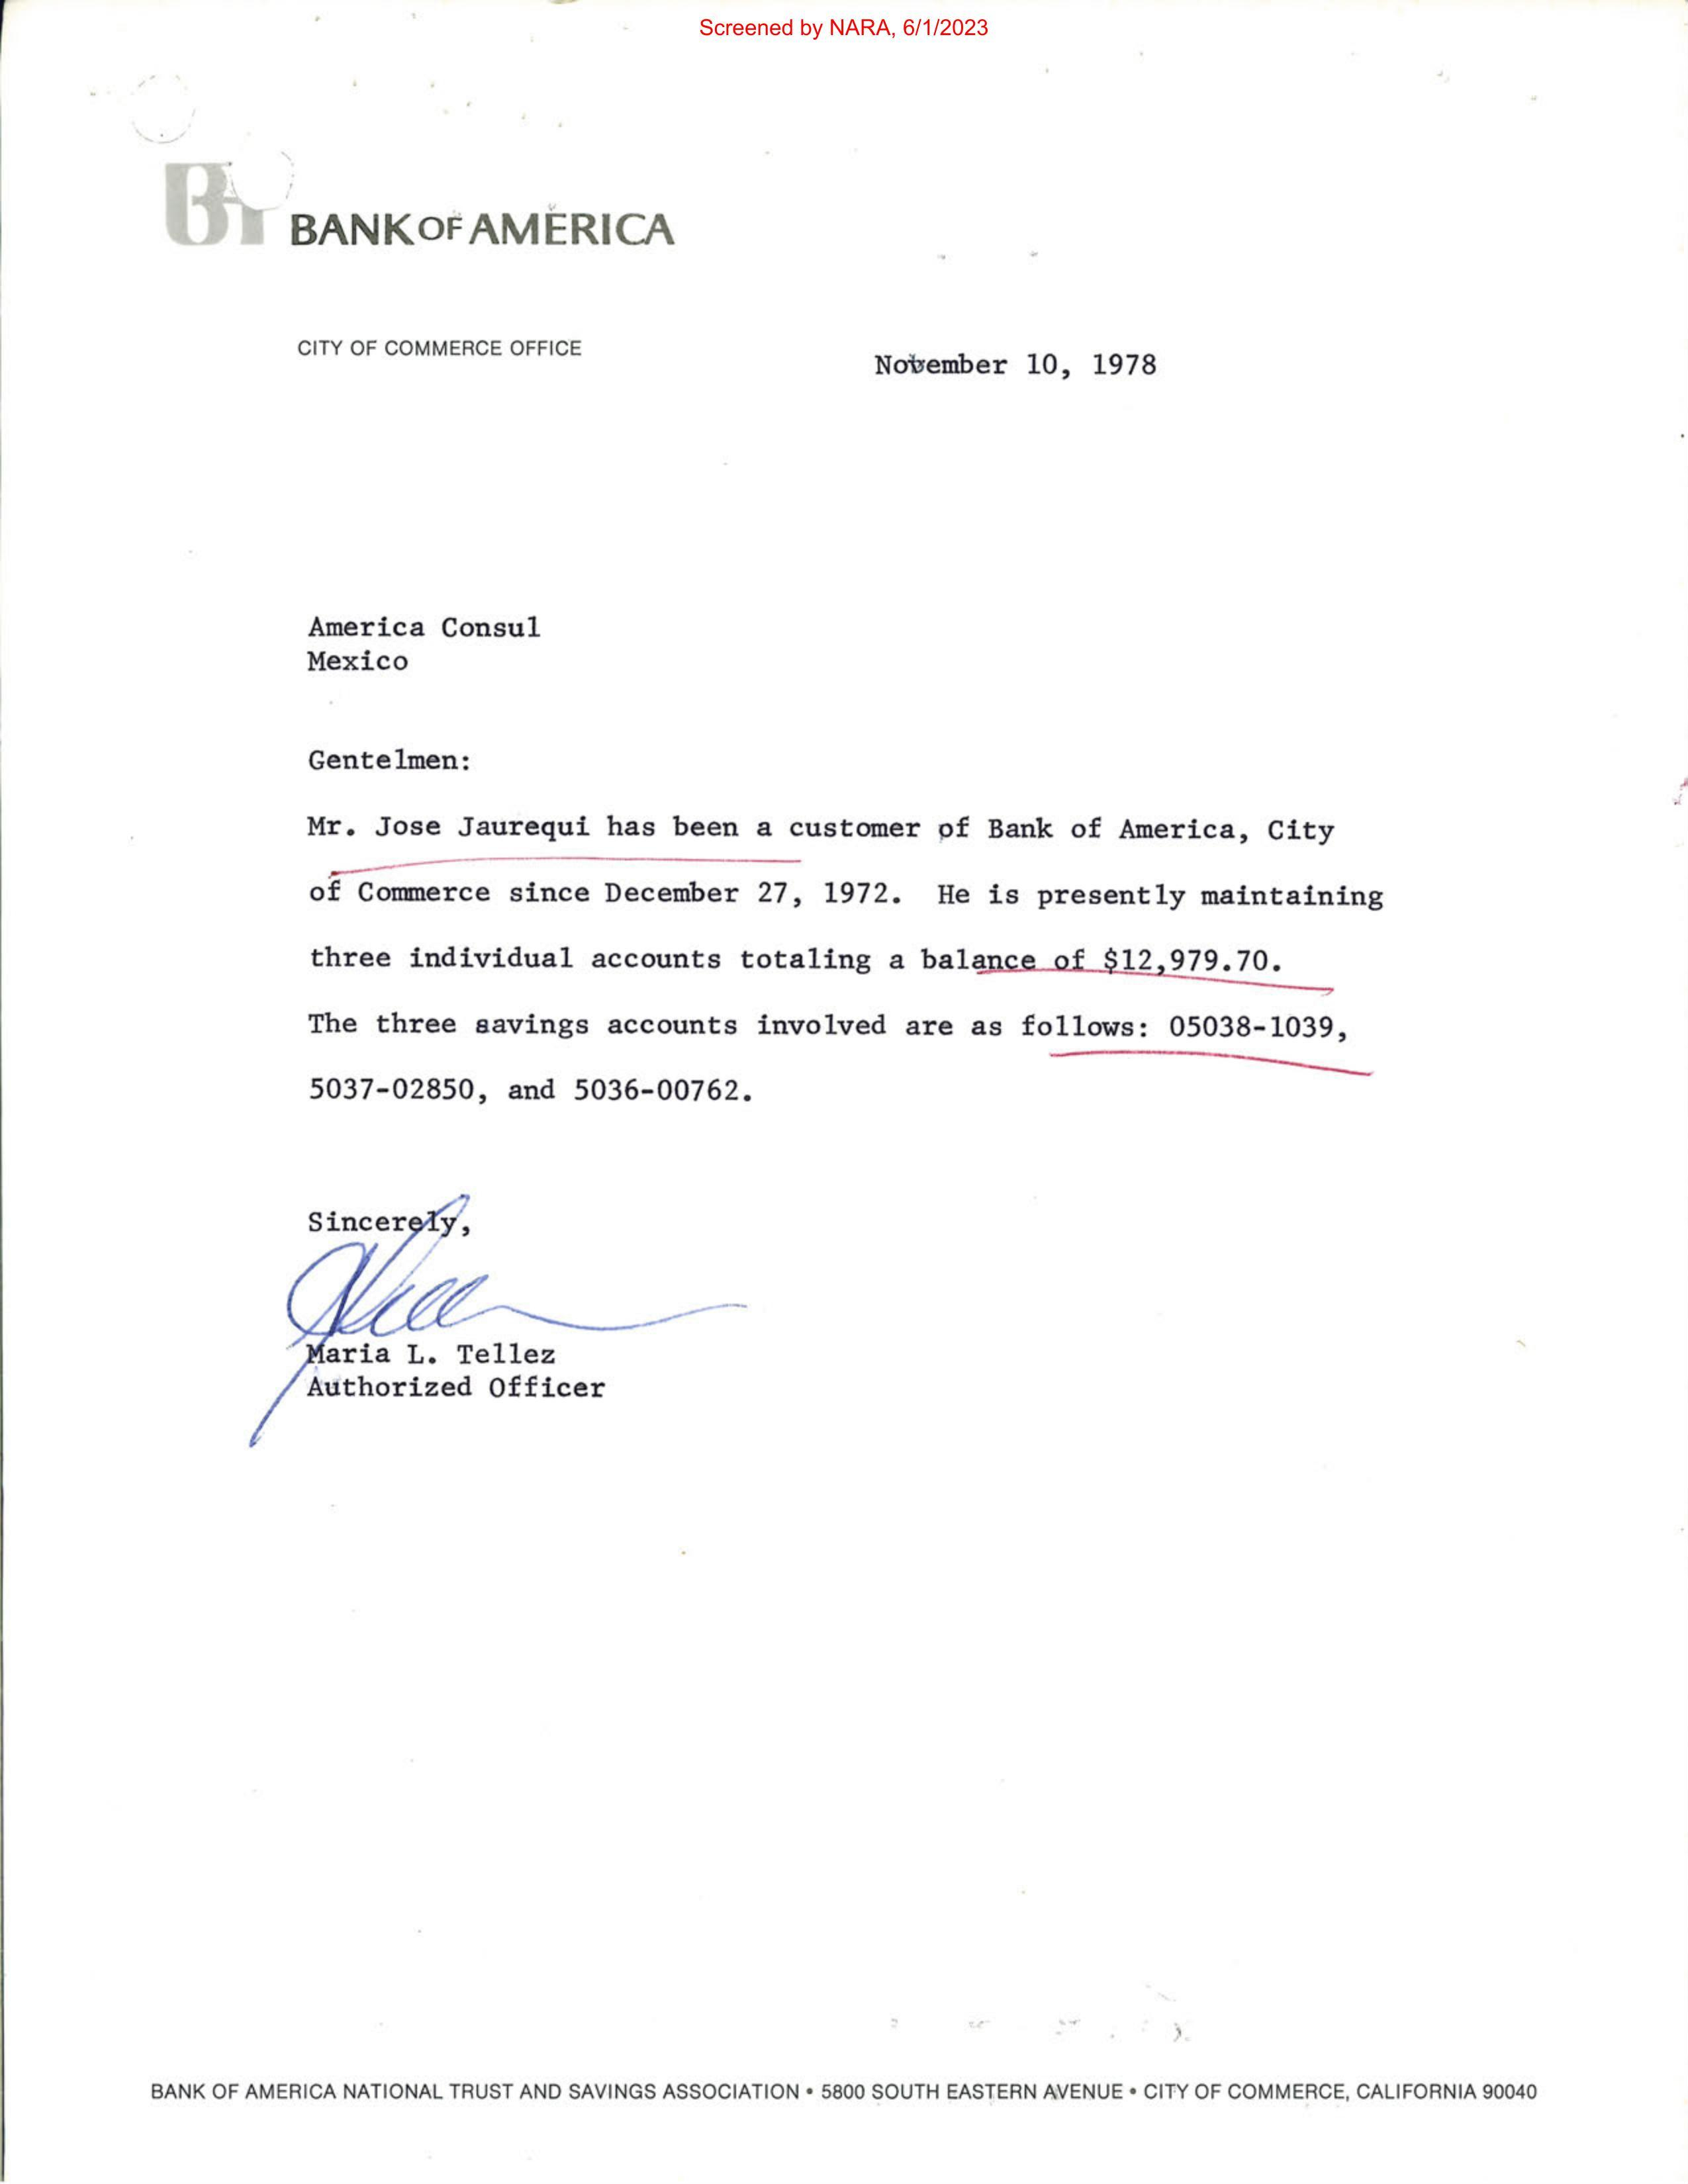 Screened by NARA, 6/1/2023
BANK OF AMERICA
CITY OF COMMERCE OFFICE
November 10, 1978
America Consul
Mexico
Gentelmen:
Mr. Jose Jaurequi has been a customer of Bank of America, City
of Commerce since December 27, 1972. He is presently maintaining
three individual accounts totaling a balance of $12,979.70.
The three savings accounts involved are as follows: 05038-1039,
5037-02850, and 5036-00762.
Sincerely,
Maria L. Tellez
Authorized Officer
BANK OF AMERICA NATIONAL TRUST AND SAVINGS ASSOCIATION • 5800 SOUTH EASTERN AVENUE • CITY OF COMMERCE, CALIFORNIA 90040